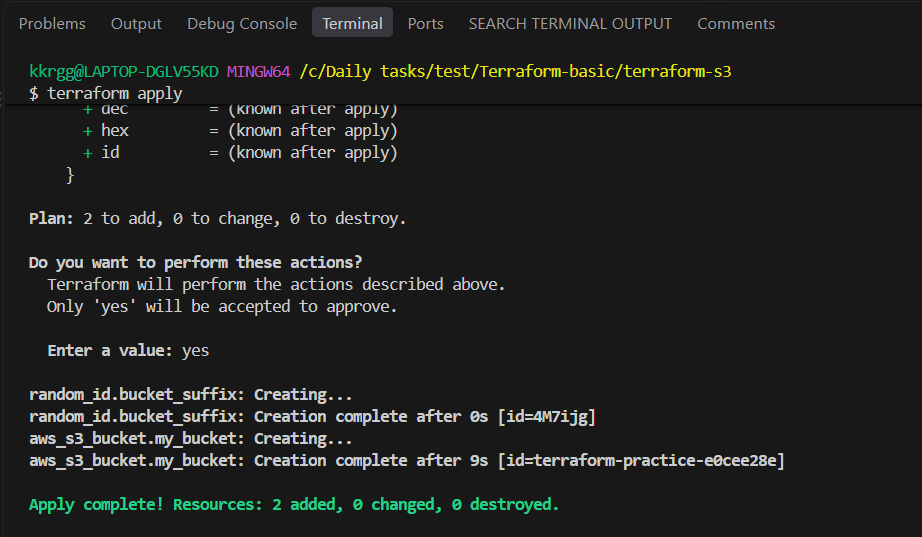 Problems Output Debug Console Terminal Ports SEARCH TERMINAL OUTPUT Comments
kkrgg@LAPTOP-DGLV55KD MINGW64 /c/Daily tasks/test/Terraform-basic/terraform-s3
$ terraform apply
+ dec = (known after apply)
+ hex = (known after apply)
+ id = (known after apply)
}
Plan: 2 to add, 0 to change, 0 to destroy.
Do you want to perform these actions?
Terraform will perform the actions described above.
Only 'yes' will be accepted to approve.
Enter a value: yes
random_id.bucket_suffix: Creating...
random_id.bucket_suffix: Creation complete after 0s [id=4M7ijg]
aws_s3_bucket.my_bucket: Creating...
aws_s3_bucket.my_bucket: Creation complete after 9s [id=terraform-practice-e0cee28e]
Apply complete! Resources: 2 added, 0 changed, 0 destroyed.